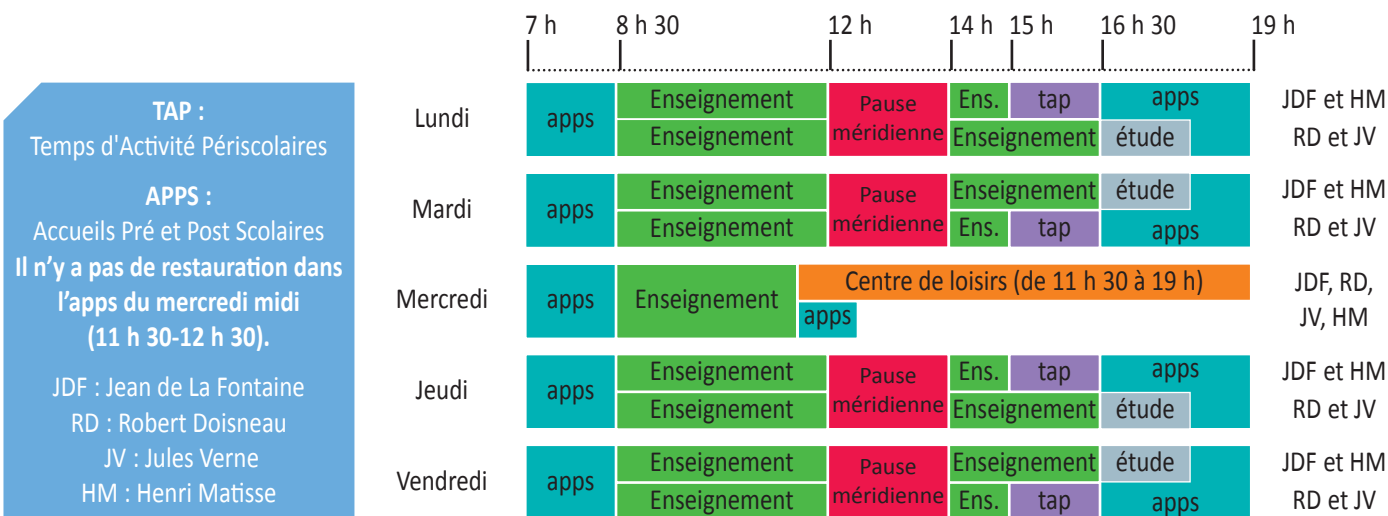 7 h 8 h 30 12 h 14 h 15 h 16 h 30 19 h
TAP :
Temps d'Activité Périscolaires
APPS :
Accueils Pré et Post Scolaires
Il n’y a pas de restauration dans
l’apps du mercredi midi
(11 h 30-12 h 30).
JDF : Jean de La Fontaine
RD : Robert Doisneau
JV : Jules Verne
HM : Henri Matisse
Lundi
apps
Enseignement
Enseignement
Pause
méridienne
Ens. tap apps
Enseignement étude
JDF et HM
RD et JV
Mardi
apps
Enseignement
Enseignement
Pause
méridienne
Enseignement étude
Ens. tap apps
JDF et HM
RD et JV
Mercredi
apps
Enseignement
Centre de loisirs (de 11 h 30 à 19 h)
apps
JDF, RD,
JV, HM
Jeudi
apps
Enseignement
Enseignement
Pause
méridienne
Ens. tap apps
Enseignement étude
JDF et HM
RD et JV
Vendredi
apps
Enseignement
Enseignement
Pause
méridienne
Enseignement étude
Ens. tap apps
JDF et HM
RD et JV